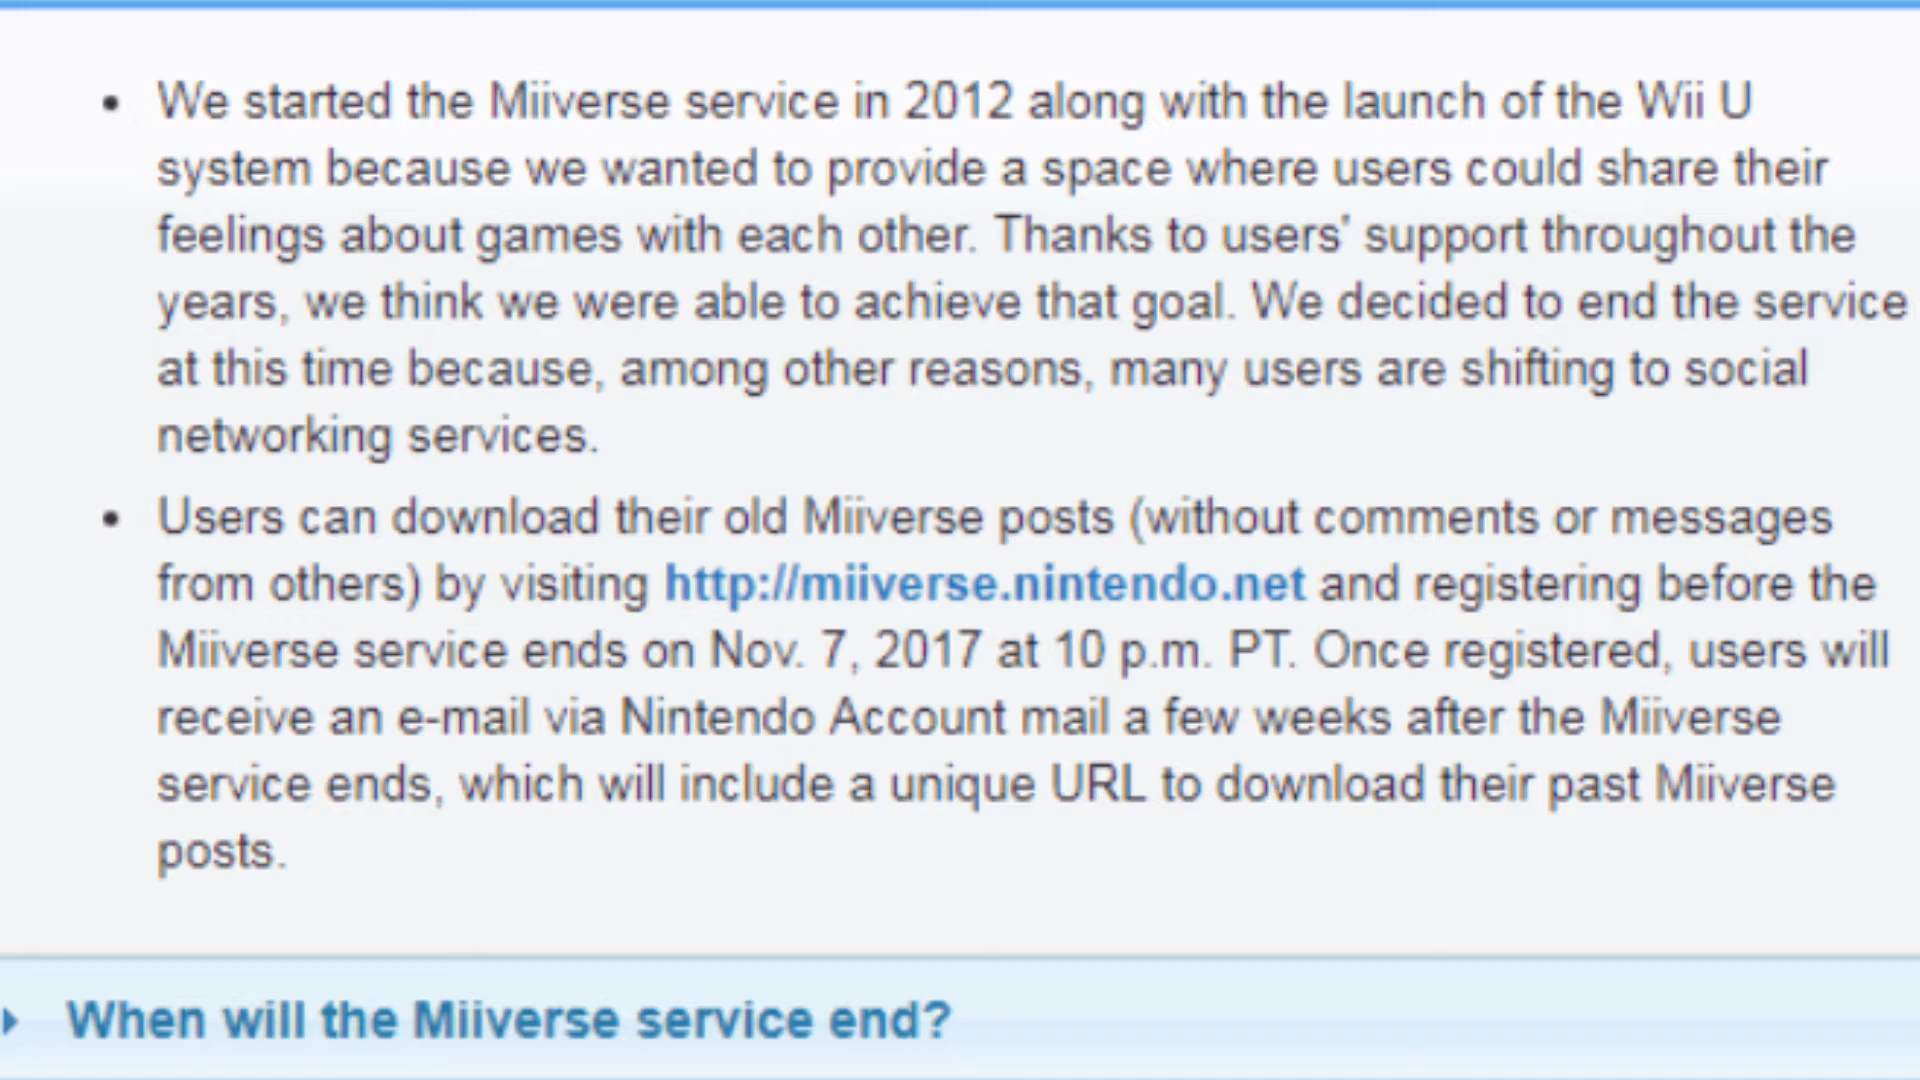 • We started the Miiverse service in 2012 along with the launch of the Wii U
system because we wanted to provide a space where users could share their
feelings about games with each other. Thanks to users' support throughout the
years, we think we were able to achieve that goal. We decided to end the service
at this time because, among other reasons, many users are shifting to social
networking services.
• Users can download their old Miiverse posts (without comments or messages
from others) by visiting http://miiverse.nintendo.net and registering before the
Miiverse service ends on Nov. 7, 2017 at 10 p.m. PT. Once registered, users will
receive an e-mail via Nintendo Account mail a few weeks after the Miiverse
service ends, which will include a unique URL to download their past Miiverse
posts.
When will the Miiverse service end?